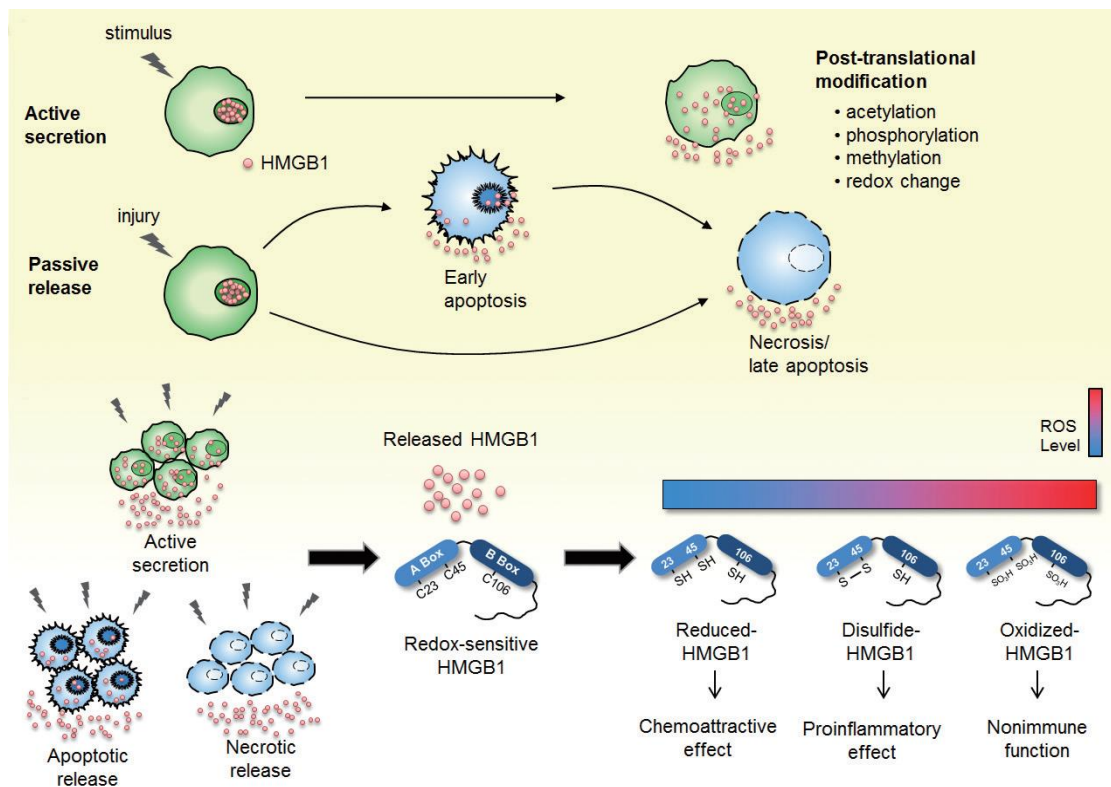 stimulus
Active
secretion
HMGB1
Post-translational
modification
• acetylation
• phosphorylation
• methylation
• redox change
injury
Passive
release
Early
apoptosis
Necrosis/
late apoptosis
ROS
Level
Active
secretion
Released HMGB1
A Box
B Box
C23
C45
C106
Redox-sensitive
HMGB1
23 45 106
SH SH SH
Reduced-
HMGB1
Chemoattractive
effect
23 45 106
S—S SH
Disulfide-
HMGB1
Proinflammatory
effect
23 45 106
SO₃H SO₃H SO₃H
Oxidized-
HMGB1
Nonimmune
function
Apoptotic
release
Necrotic
release